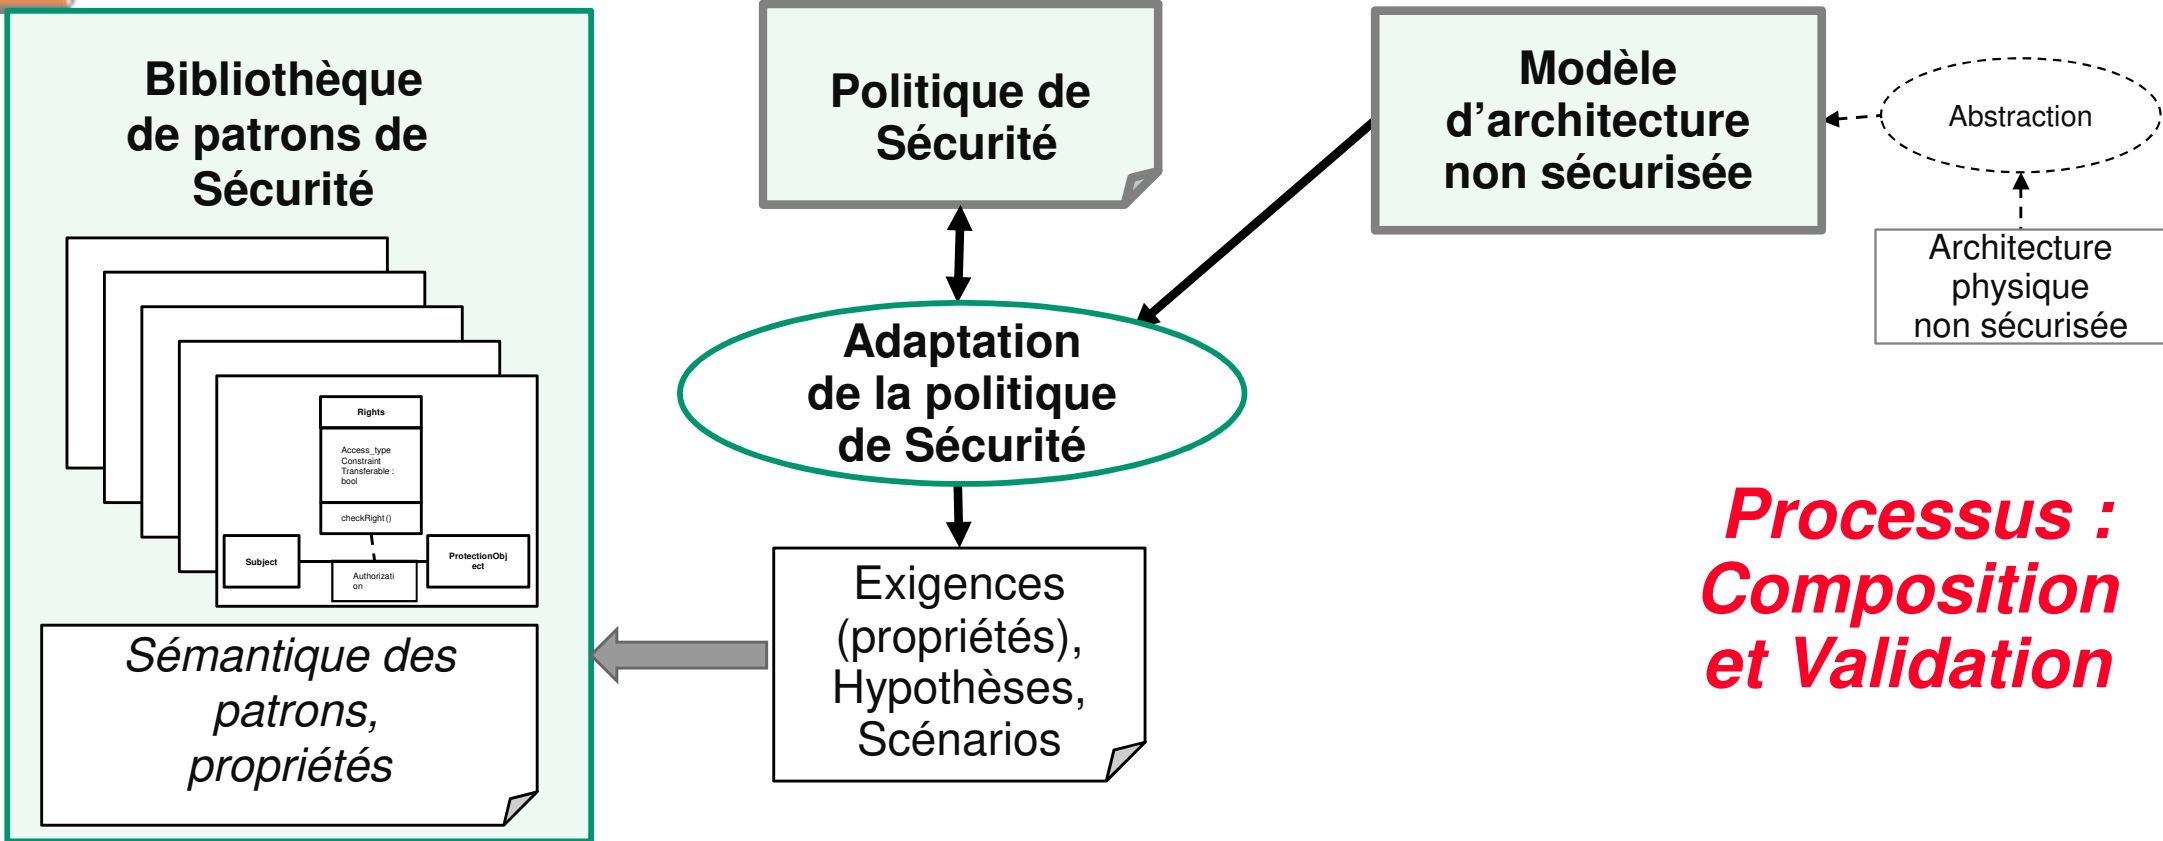 Bibliothèque
de patrons de
Sécurité
Rights
Access_type
Constraint
Transferable :
bool
checkRight()
Subject
Authorizati
on
ProtectionObj
ect
Sémantique des
patrons,
propriétés
Politique de
Sécurité
Adaptation
de la politique
de Sécurité
Exigences
(propriétés),
Hypothèses,
Scénarios
Modèle
d’architecture
non sécurisée
Abstraction
Architecture
physique
non sécurisée
Processus :
Composition
et Validation